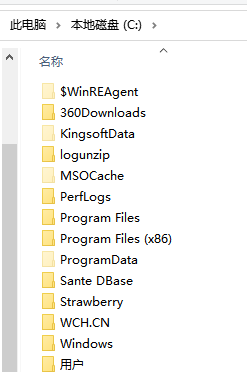 此电脑 > 本地磁盘 (C:) >
名称
$WinREAgent
360Downloads
KingsoftData
logunzip
MSOCache
PerfLogs
Program Files
Program Files (x86)
ProgramData
Sante DBase
Strawberry
WCH.CN
Windows
用户